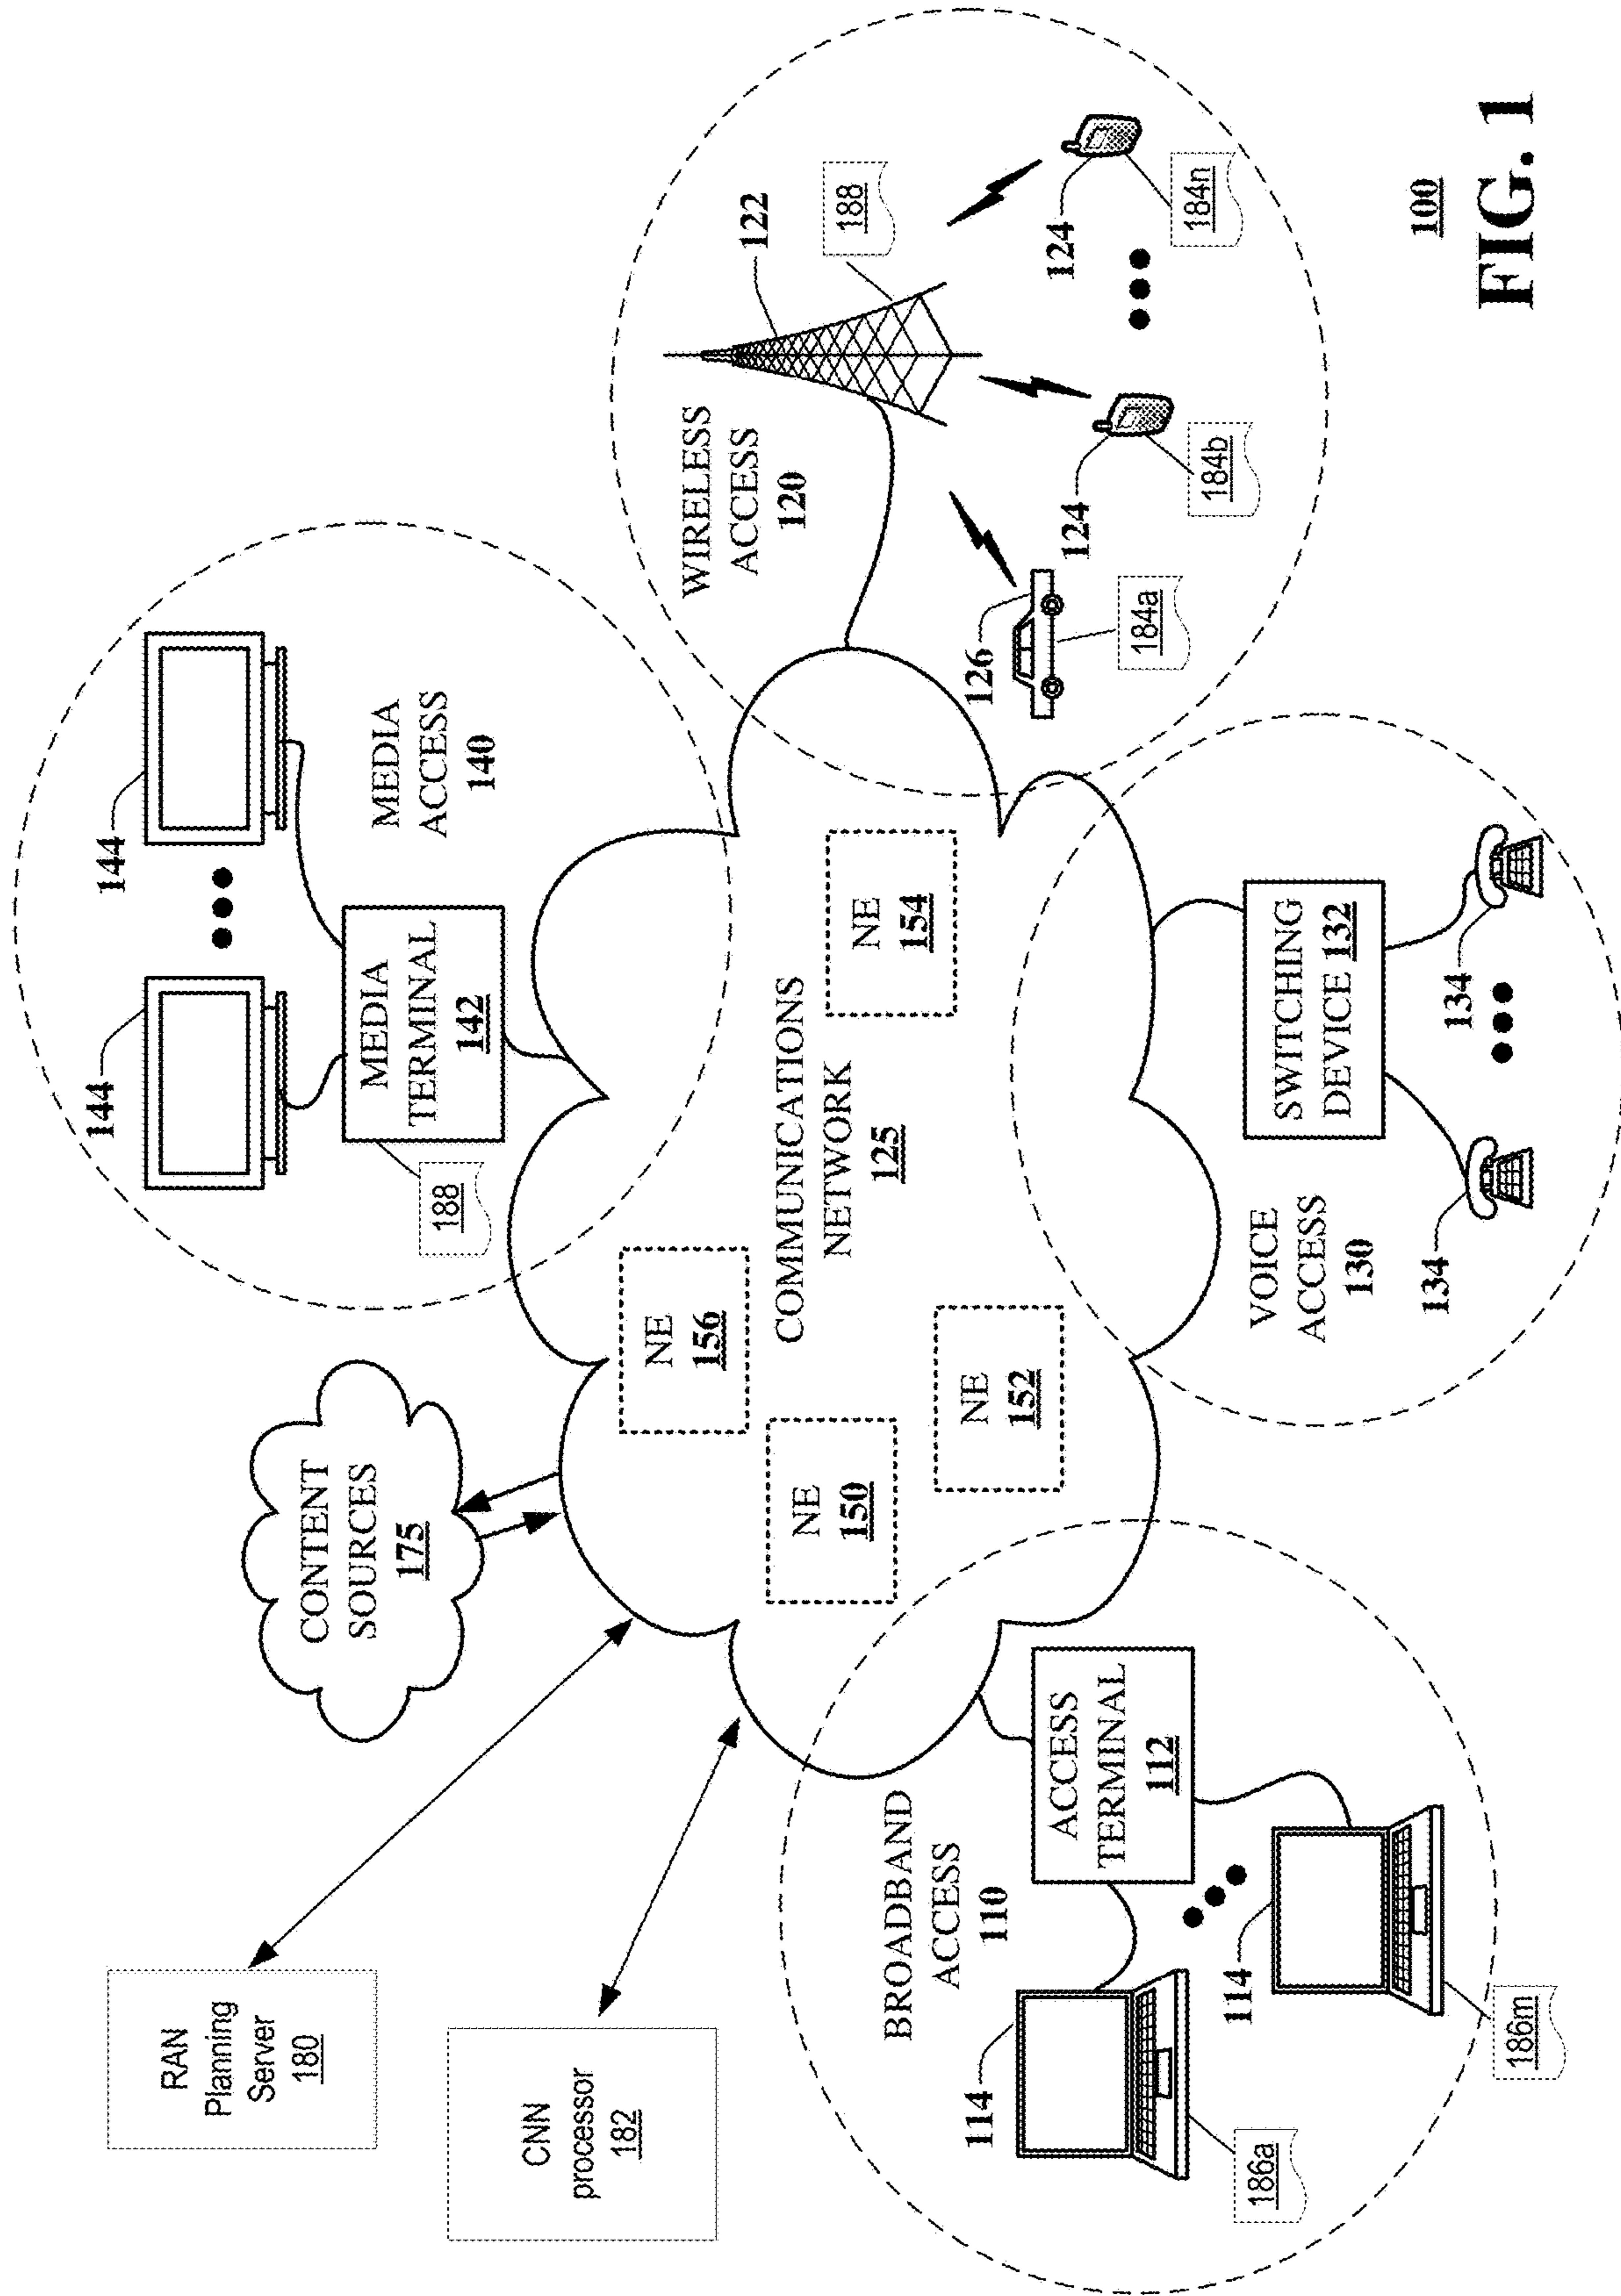 RAN
Planning
Server
180
CNN
processor
182
CONTENT
SOURCES
175
144
144
MEDIA
TERMINAL
142
188
MEDIA
ACCESS
140
BROADBAND
ACCESS
110
ACCESS
TERMINAL
112
114
186a
114
186m
NE
150
NE
156
NE
152
NE
154
COMMUNICATIONS
NETWORK
125
WIRELESS
ACCESS
120
122
188
126
184a
124
184b
124
184n
VOICE
ACCESS
130
SWITCHING
DEVICE 132
134
134
100
FIG. 1